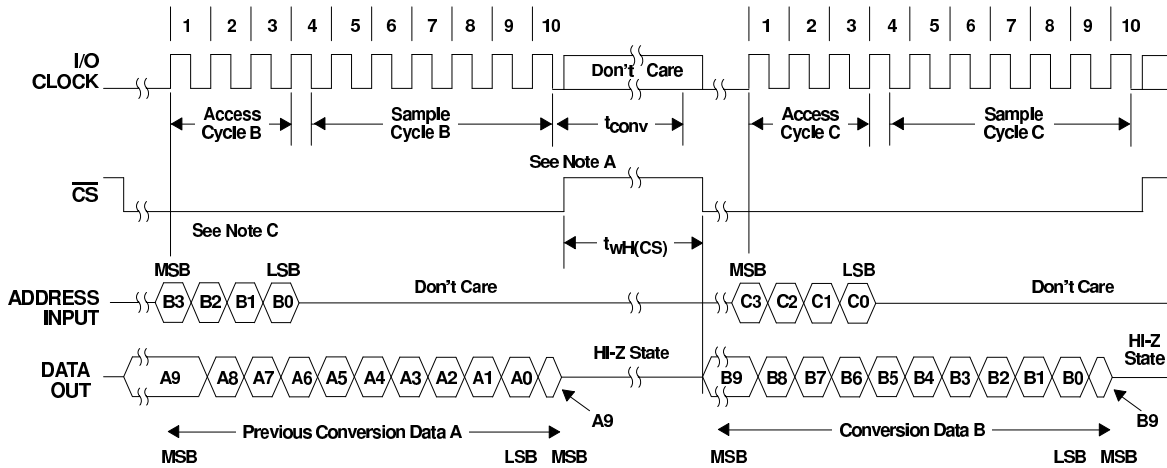 1 2 3 4 5 6 7 8 9 10 1 2 3 4 5 6 7 8 9 10
I/O
CLOCK
Don't Care
Access
Cycle B
Sample
Cycle B
tconv
Access
Cycle C
Sample
Cycle C
See Note A
CS
See Note C
twH(CS)
MSB LSB MSB LSB
ADDRESS
INPUT
B3 B2 B1 B0 Don't Care C3 C2 C1 C0 Don't Care
DATA
OUT
A9 A8 A7 A6 A5 A4 A3 A2 A1 A0 HI-Z State B9 B8 B7 B6 B5 B4 B3 B2 B1 B0 HI-Z
State
A9 B9
Previous Conversion Data A Conversion Data B
MSB LSB MSB MSB LSB MSB